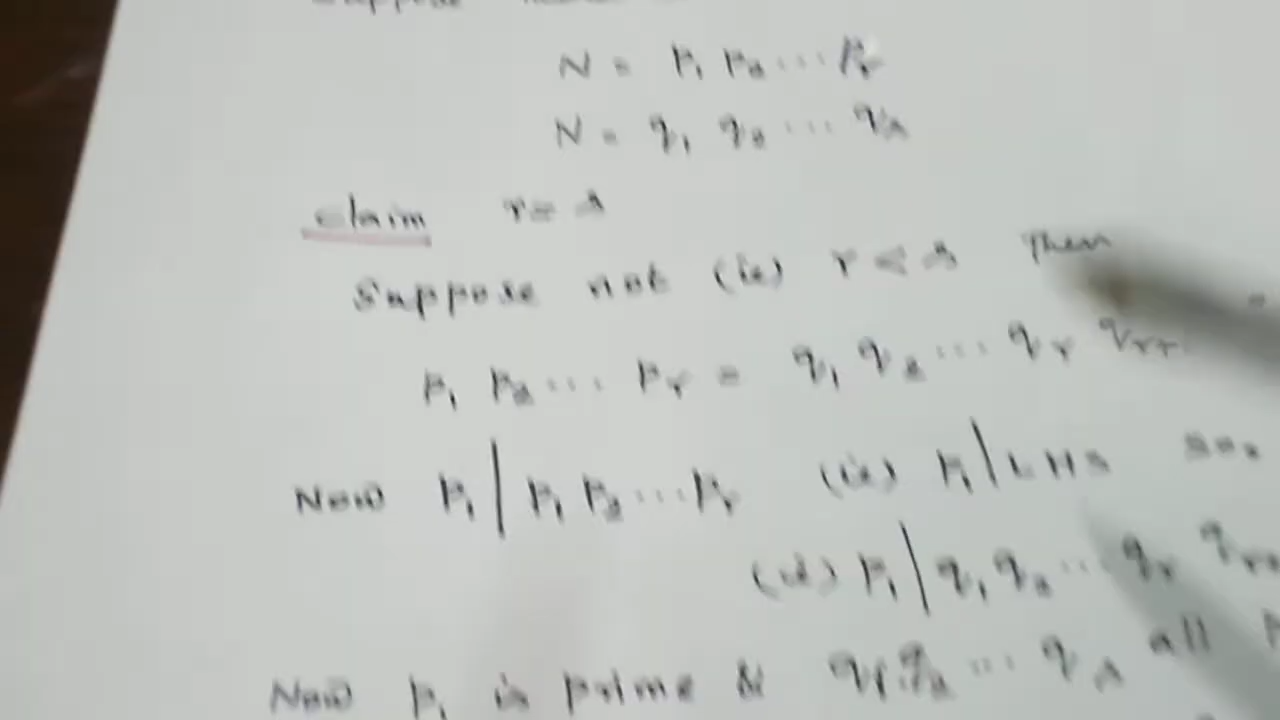 Suppose
N = p₁ p₂ ... pᵣ
N = q₁ q₂ ... qₛ
Claim r = s
Suppose not (ie) r < s Then
p₁ p₂ ... pᵣ = q₁ q₂ ... qᵣ qᵣ₊
Now p₁ | p₁ p₂ ... pᵣ (ie) p₁ | LHS So
(ie) p₁ | q₁ q₂ ... qᵣ qᵣ₊
Now p₁ is prime & q₁ q₂ ... qₛ all